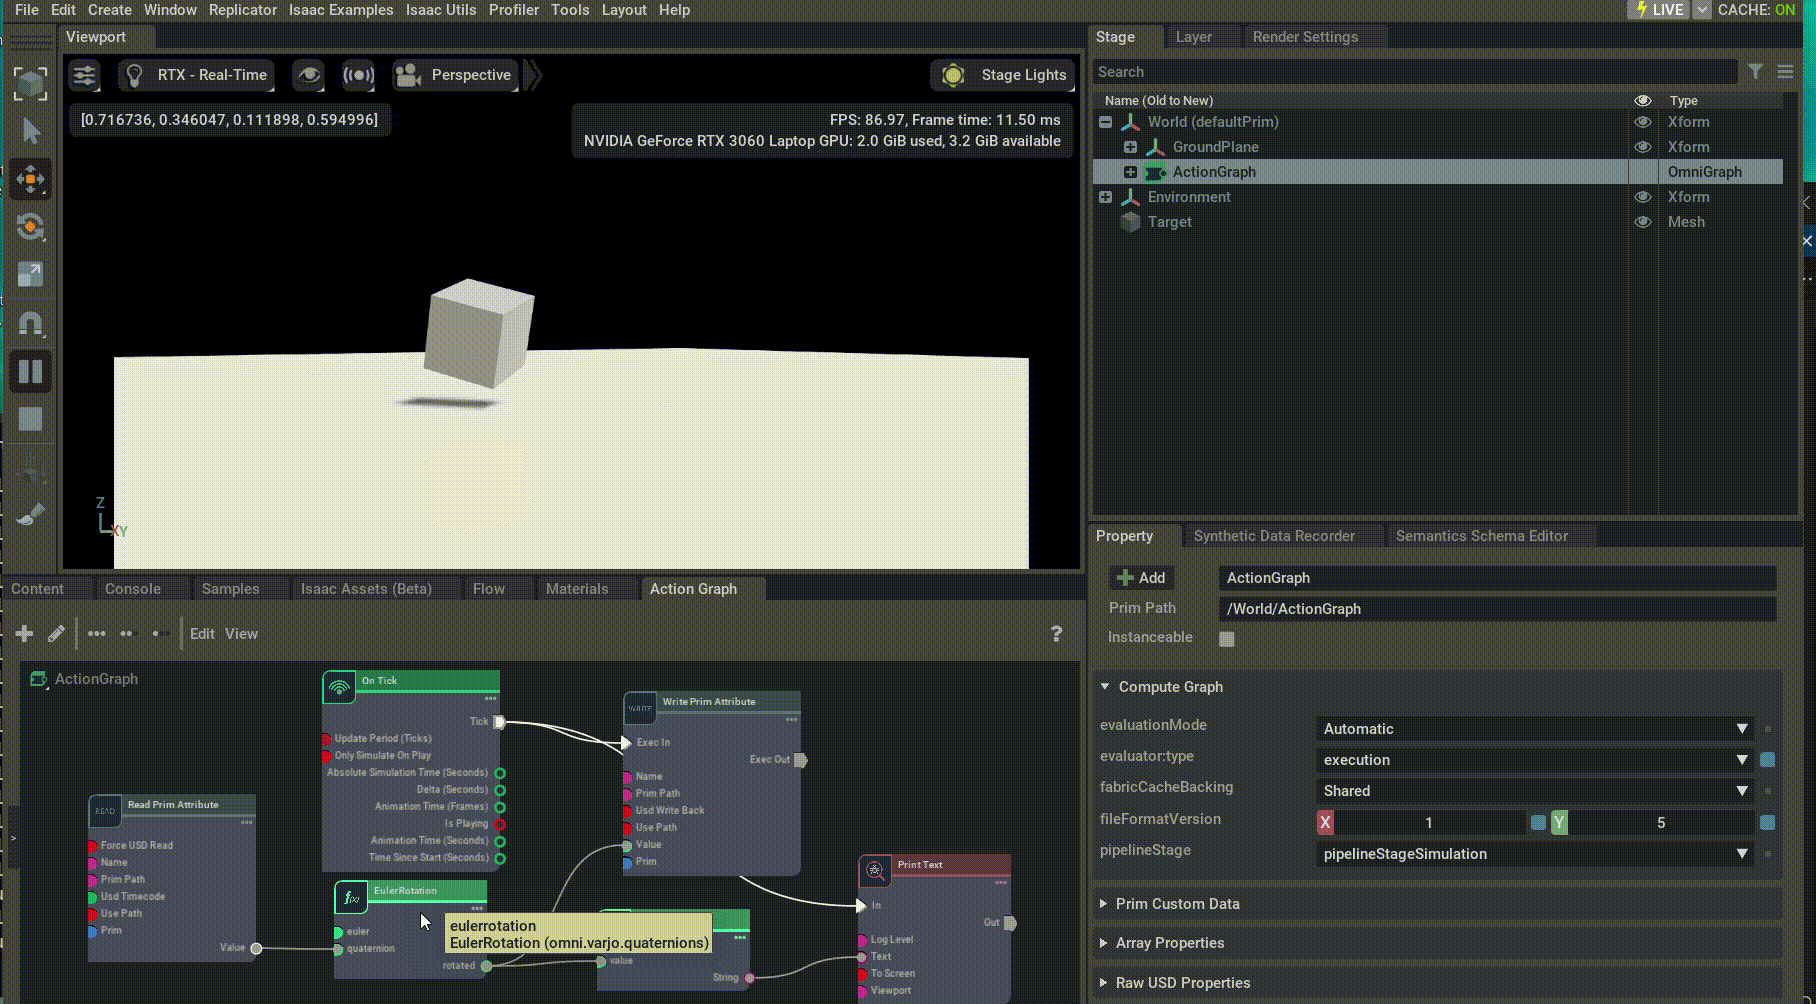 File Edit Create Window Replicator Isaac Examples Isaac Utils Profiler Tools Layout Help
LIVE CACHE: ON
Viewport
RTX - Real-Time Perspective Stage Lights
[0.716736, 0.346047, 0.111898, 0.594996]
FPS: 86.97, Frame time: 11.50 ms
NVIDIA GeForce RTX 3060 Laptop GPU: 2.0 GiB used, 3.2 GiB available
Z
X Y
Stage Layer Render Settings
Search
Name (Old to New) Type
World (defaultPrim) Xform
GroundPlane Xform
ActionGraph OmniGraph
Environment Xform
Target Mesh
Content Console Samples Isaac Assets (Beta) Flow Materials Action Graph
Edit View ?
ActionGraph
On Tick
Tick
Update Period (Ticks)
Only Simulate On Play
Absolute Simulation Time (Seconds)
Delta (Seconds)
Animation Time (Frames)
Is Playing
Animation Time (Seconds)
Time Since Start (Seconds)
READ Read Prim Attribute
Force USD Read
Name
Prim Path
Usd Timecode
Use Path
Prim
Value
f(x) EulerRotation
euler
quaternion
rotated
eulerrotation
EulerRotation (omni.varjo.quaternions)
value
String
WRITE Write Prim Attribute
Exec In
Exec Out
Name
Prim Path
Usd Write Back
Use Path
Value
Prim
Print Text
In
Out
Log Level
Text
To Screen
Viewport
Property Synthetic Data Recorder Semantics Schema Editor
Add ActionGraph
Prim Path /World/ActionGraph
Instanceable
Compute Graph
evaluationMode Automatic
evaluator:type execution
fabricCacheBacking Shared
fileFormatVersion X 1 Y 5
pipelineStage pipelineStageSimulation
Prim Custom Data
Array Properties
Raw USD Properties